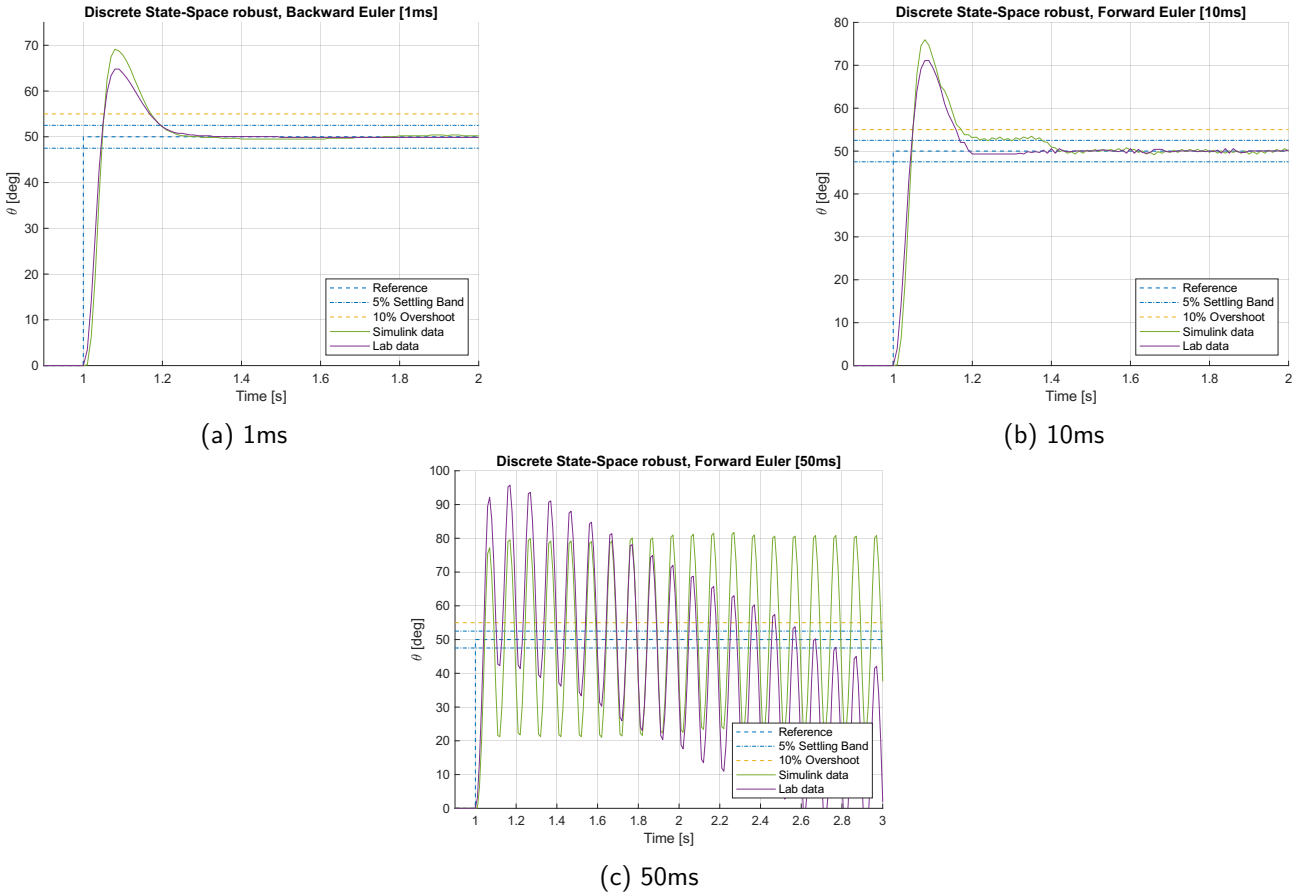 Discrete State-Space robust, Backward Euler [1ms]
70
60
50
40
30
20
10
0
θ [deg]
1
1.2
1.4
1.6
1.8
2
Time [s]
Reference
5% Settling Band
10% Overshoot
Simulink data
Lab data
(a) 1ms
Discrete State-Space robust, Forward Euler [10ms]
80
70
60
50
40
30
20
10
0
θ [deg]
1
1.2
1.4
1.6
1.8
2
Time [s]
Reference
5% Settling Band
10% Overshoot
Simulink data
Lab data
(b) 10ms
Discrete State-Space robust, Forward Euler [50ms]
100
90
80
70
60
50
40
30
20
10
0
θ [deg]
1
1.2
1.4
1.6
1.8
2
2.2
2.4
2.6
2.8
3
Time [s]
Reference
5% Settling Band
10% Overshoot
Simulink data
Lab data
(c) 50ms